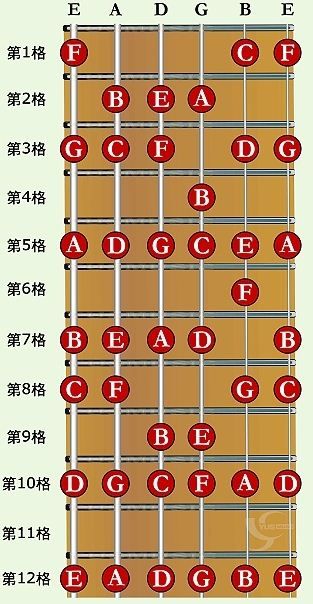 E A D G B E
第1格 F C F
第2格 B E A
第3格 G C F D G
第4格 B
第5格 A D G C E A
第6格 F
第7格 B E A D B
第8格 C F G C
第9格 B E
第10格 D G C F A D
第11格
第12格 E A D G B E